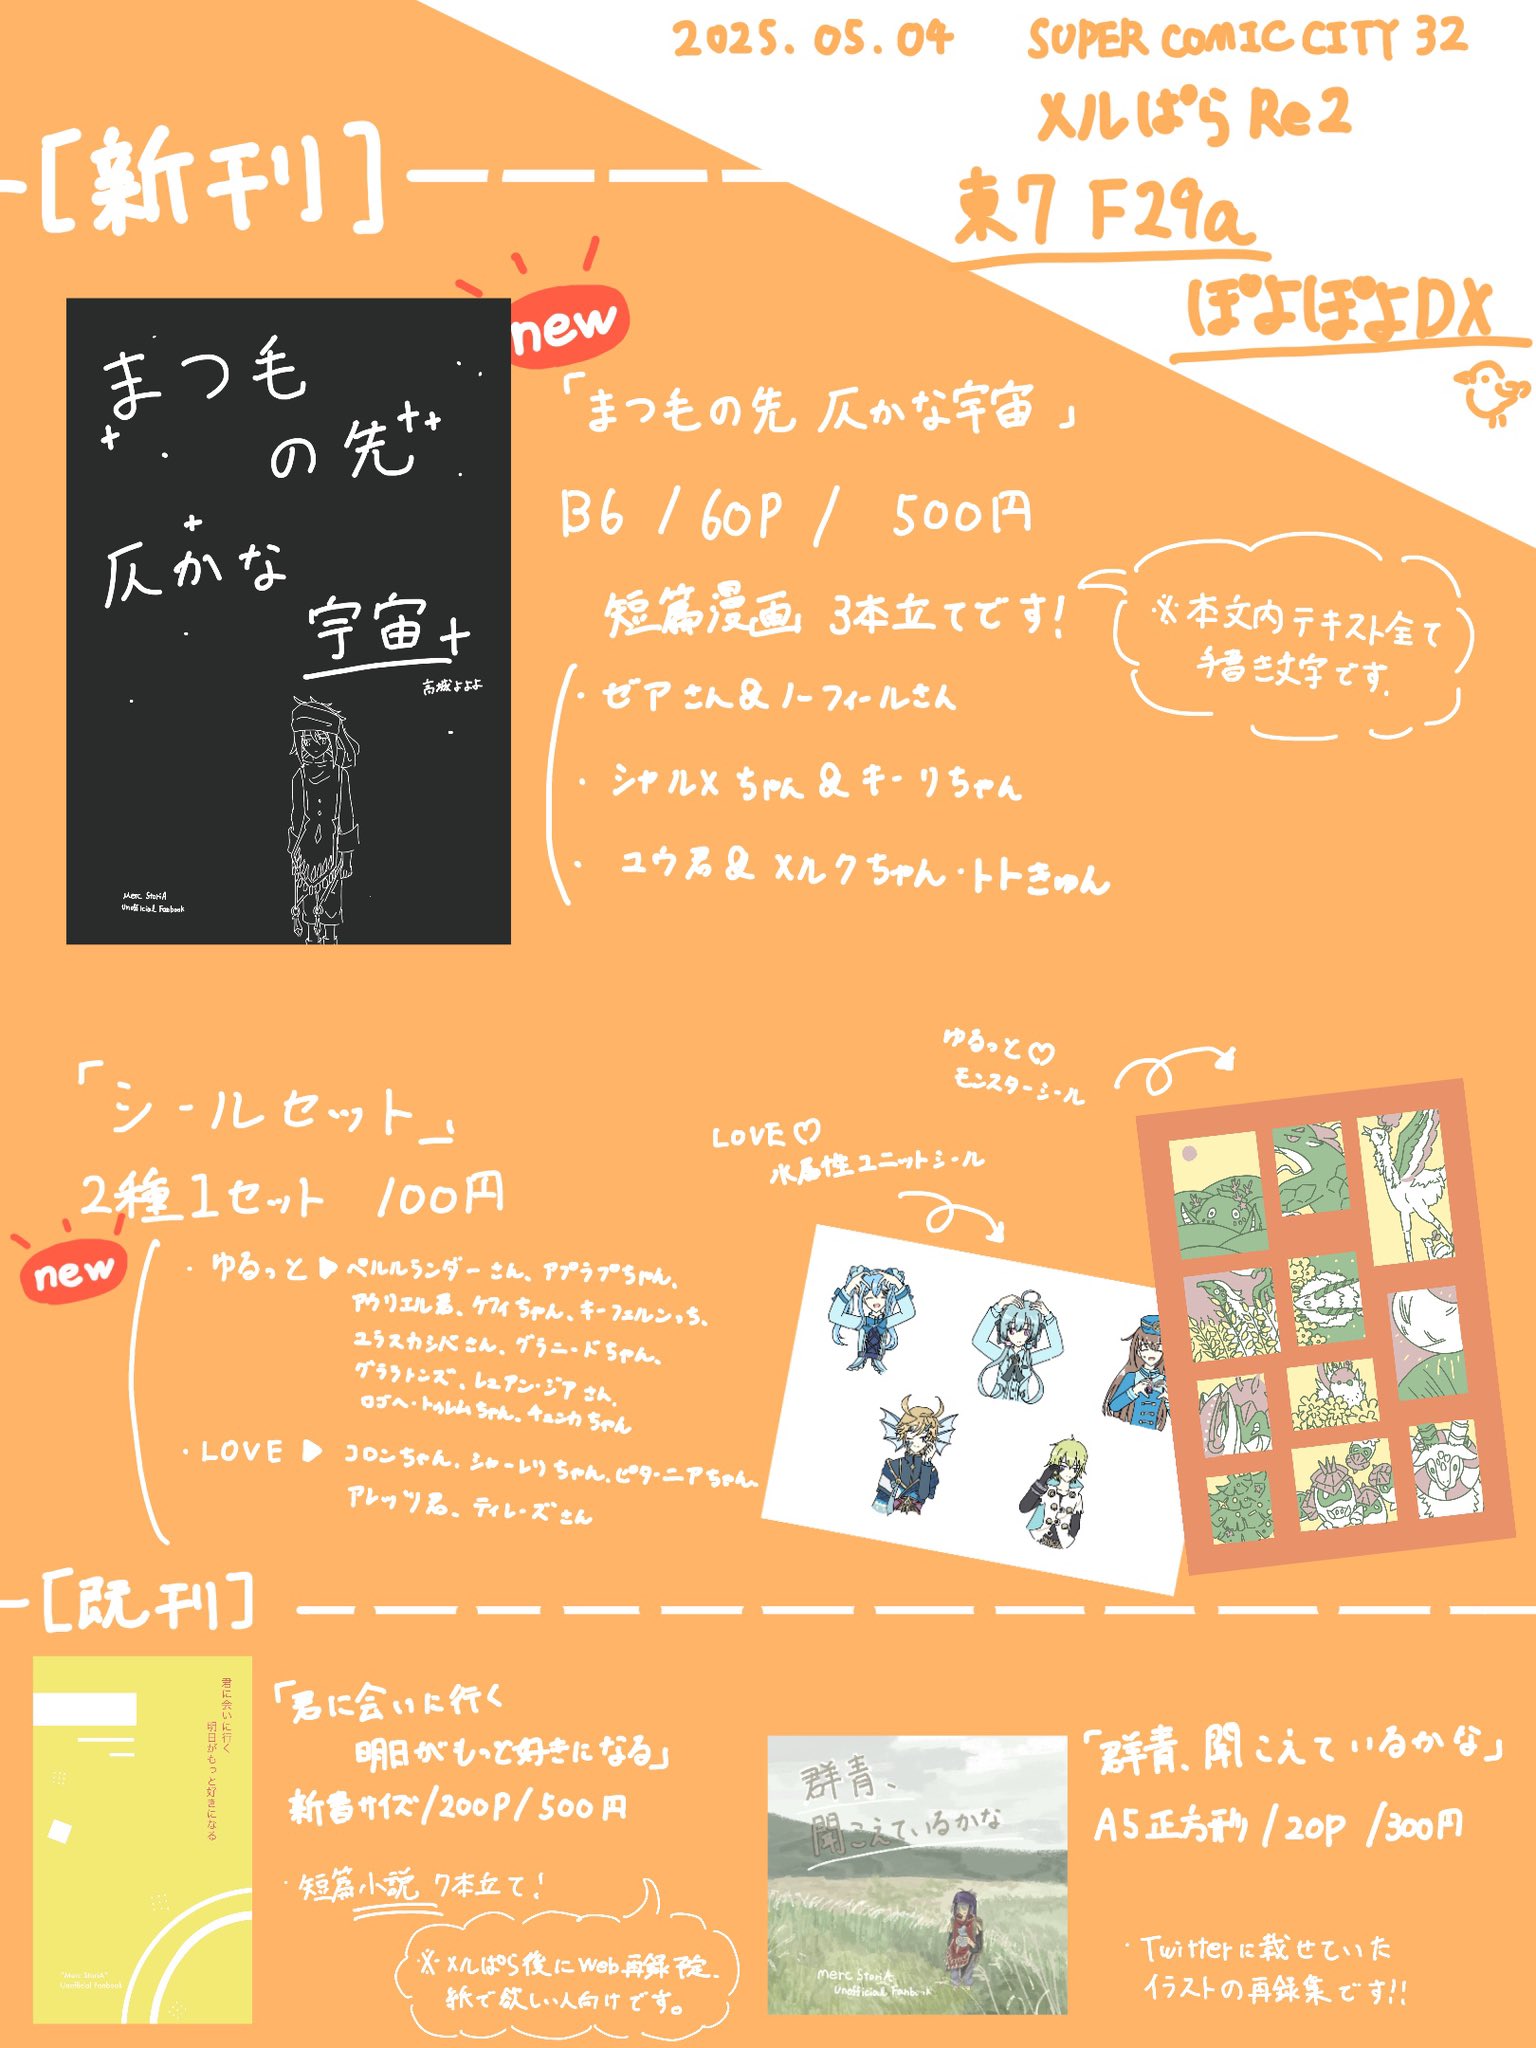 2025.05.04 SUPER COMIC CITY 32
メルぱらRe2
東7 F29a
ぽよぽよDX
[新刊]
new
まつ毛
の先
仄かな
宇宙
高城よよよ
Merc StoriA
Unofficial Fanbook
「まつ毛の先 仄かな宇宙」
B6 / 60P / 500円
短篇漫画 3本立てです!
・ゼアさん&ノーフィールさん
・シャルメちゃん&キーリちゃん
・ユウ君&メルクちゃん・トトきゅん
※本文内テキスト全て
手書き文字です.
「シールセット」
2種1セット 100円
new
・ゆるっと▶ペルルランダーさん、アプラプちゃん、
アウリエル君、ケフィちゃん、キーフェルンっち、
ユラスカシバさん、グラニードちゃん、
グララトンズ、レユアン・ジアさん、
ロゴヘ・トゥレムちゃん、チェンカちゃん
・LOVE▶コロンちゃん、シャーレリちゃん、ピタ・ニアちゃん、
アレッツ君、ティレ・ズさん
ゆるっと♡
モンスターシール
LOVE♡
水属性ユニットシール
[既刊]
君に会いに行く
明日がもっと好きになる
"Merc StoriA"
Unofficial Fanbook
「君に会いに行く
明日がもっと好きになる」
新書サイズ/200P/500円
・短篇小説 7本立て!
※メルぱら後にWeb再録予定、
紙で欲しい人向けです。
群青、
聞こえているかな
Merc StoriA
Unofficial Fanbook
「群青、聞こえているかな」
A5正方形/20P/300円
・Twitterに載せていた
イラストの再録集です!!